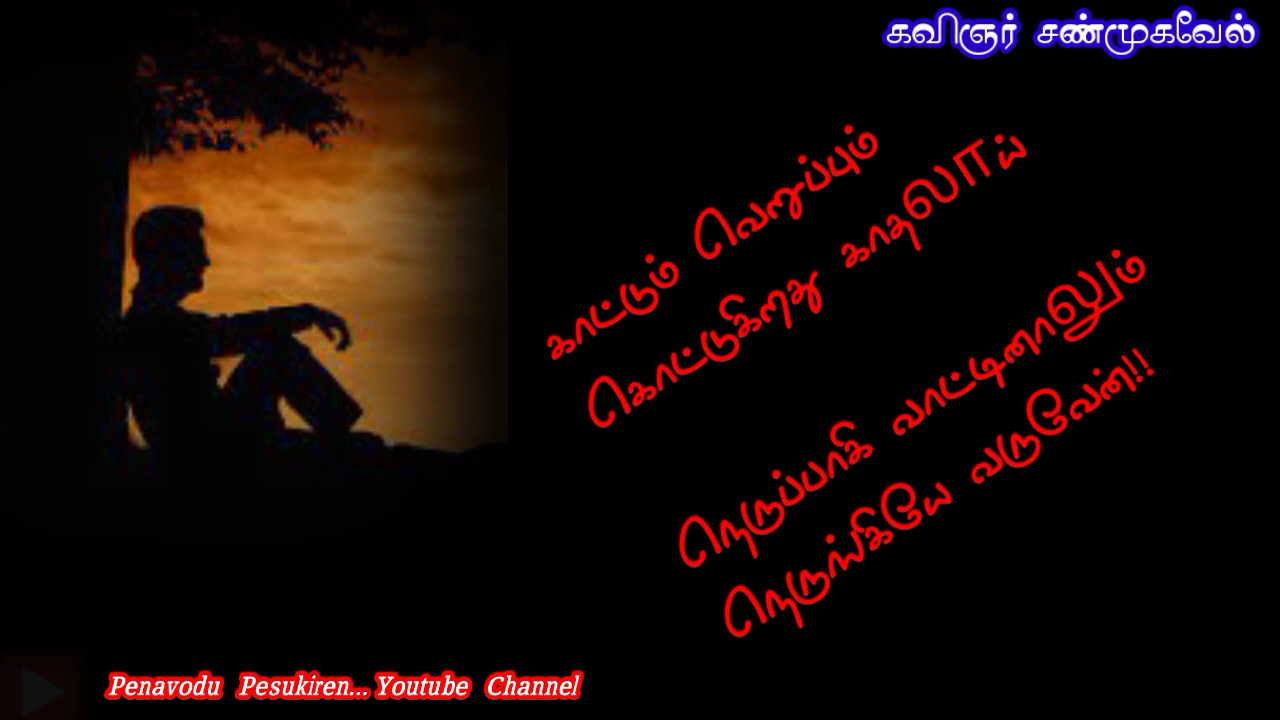 கவிஞர் சண்முகவேல்
காட்டும் வெறுப்பும்
கொட்டுகிறது காதலாய்
நெருப்பாகி வாட்டினாலும்
நெருங்கியே வருவேன்!!
Penavodu Pesukiren... Youtube Channel